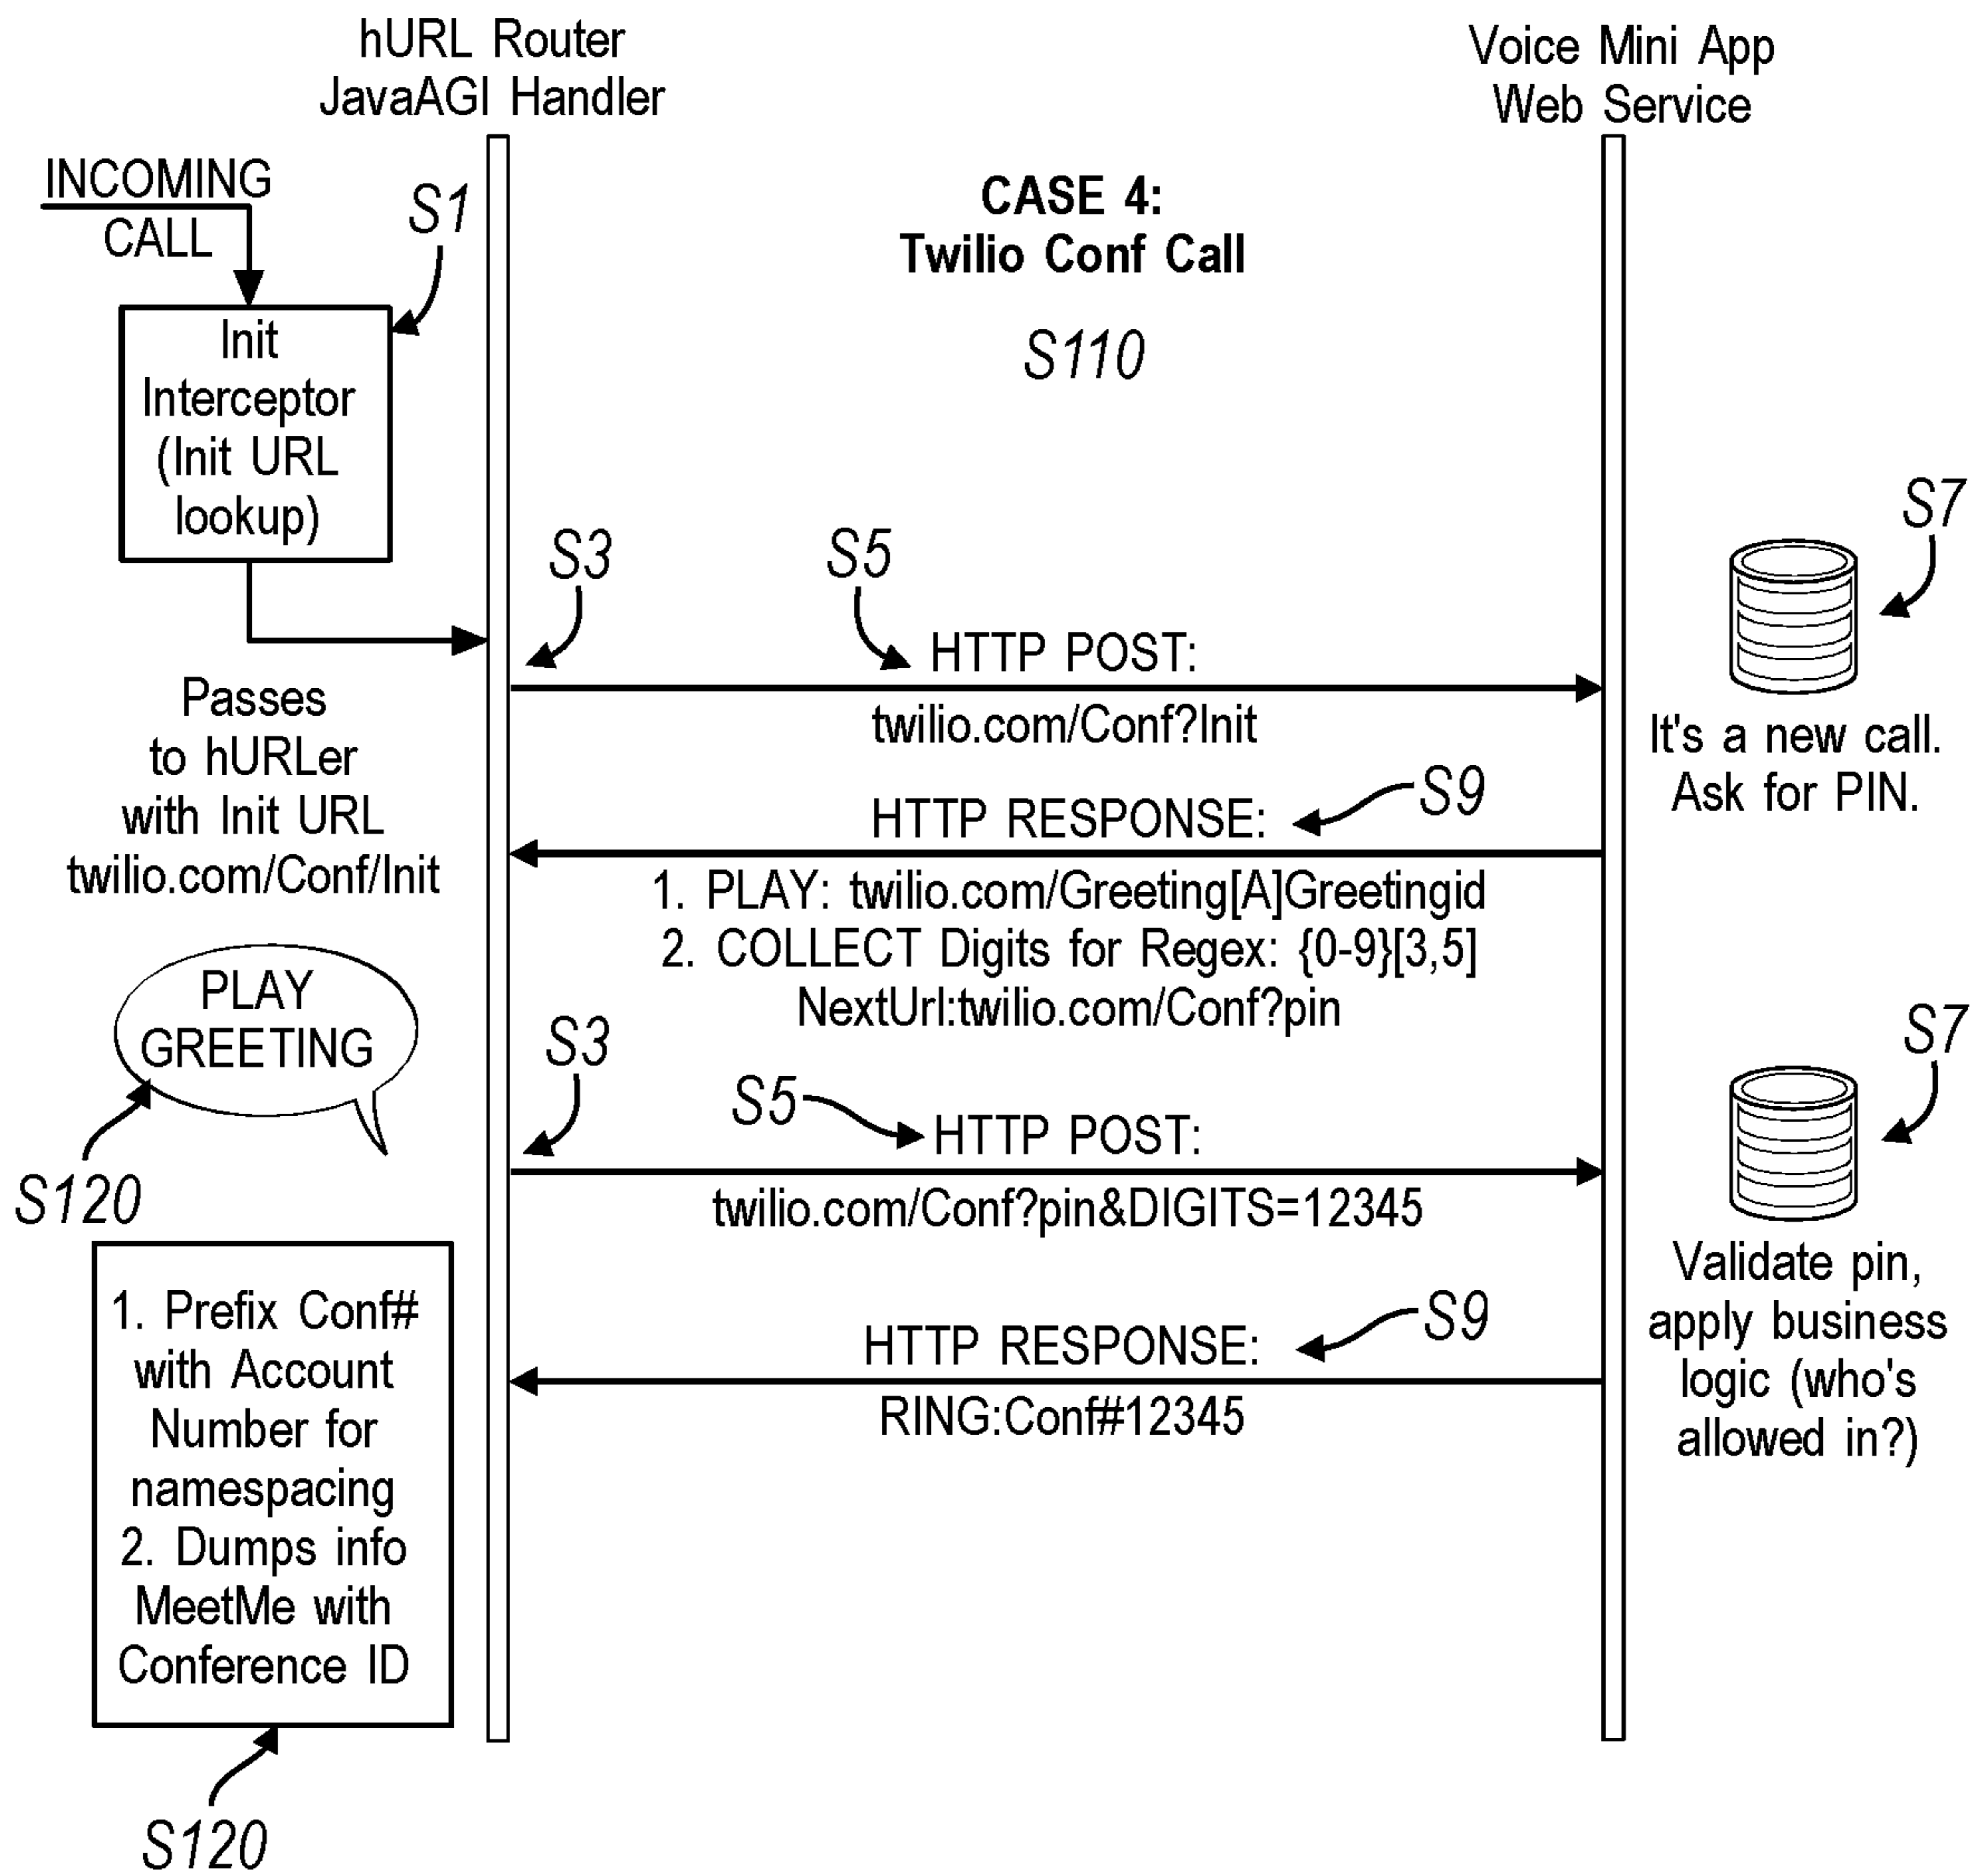 hURL Router
JavaAGI Handler
Voice Mini App
Web Service
INCOMING
CALL
S1
CASE 4:
Twilio Conf Call
S110
Init
Interceptor
(Init URL
lookup)
S3
S5
S7
HTTP POST:
twilio.com/Conf?Init
It's a new call.
Ask for PIN.
Passes
to hURLer
with Init URL
twilio.com/Conf/Init
HTTP RESPONSE:
S9
1. PLAY: twilio.com/Greeting[A]Greetingid
2. COLLECT Digits for Regex: {0-9}[3,5]
NextUrl:twilio.com/Conf?pin
PLAY
GREETING
S120
S3
S5
HTTP POST:
twilio.com/Conf?pin&DIGITS=12345
S7
Validate pin,
apply business
logic (who's
allowed in?)
HTTP RESPONSE:
S9
RING:Conf#12345
1. Prefix Conf#
with Account
Number for
namespacing
2. Dumps info
MeetMe with
Conference ID
S120